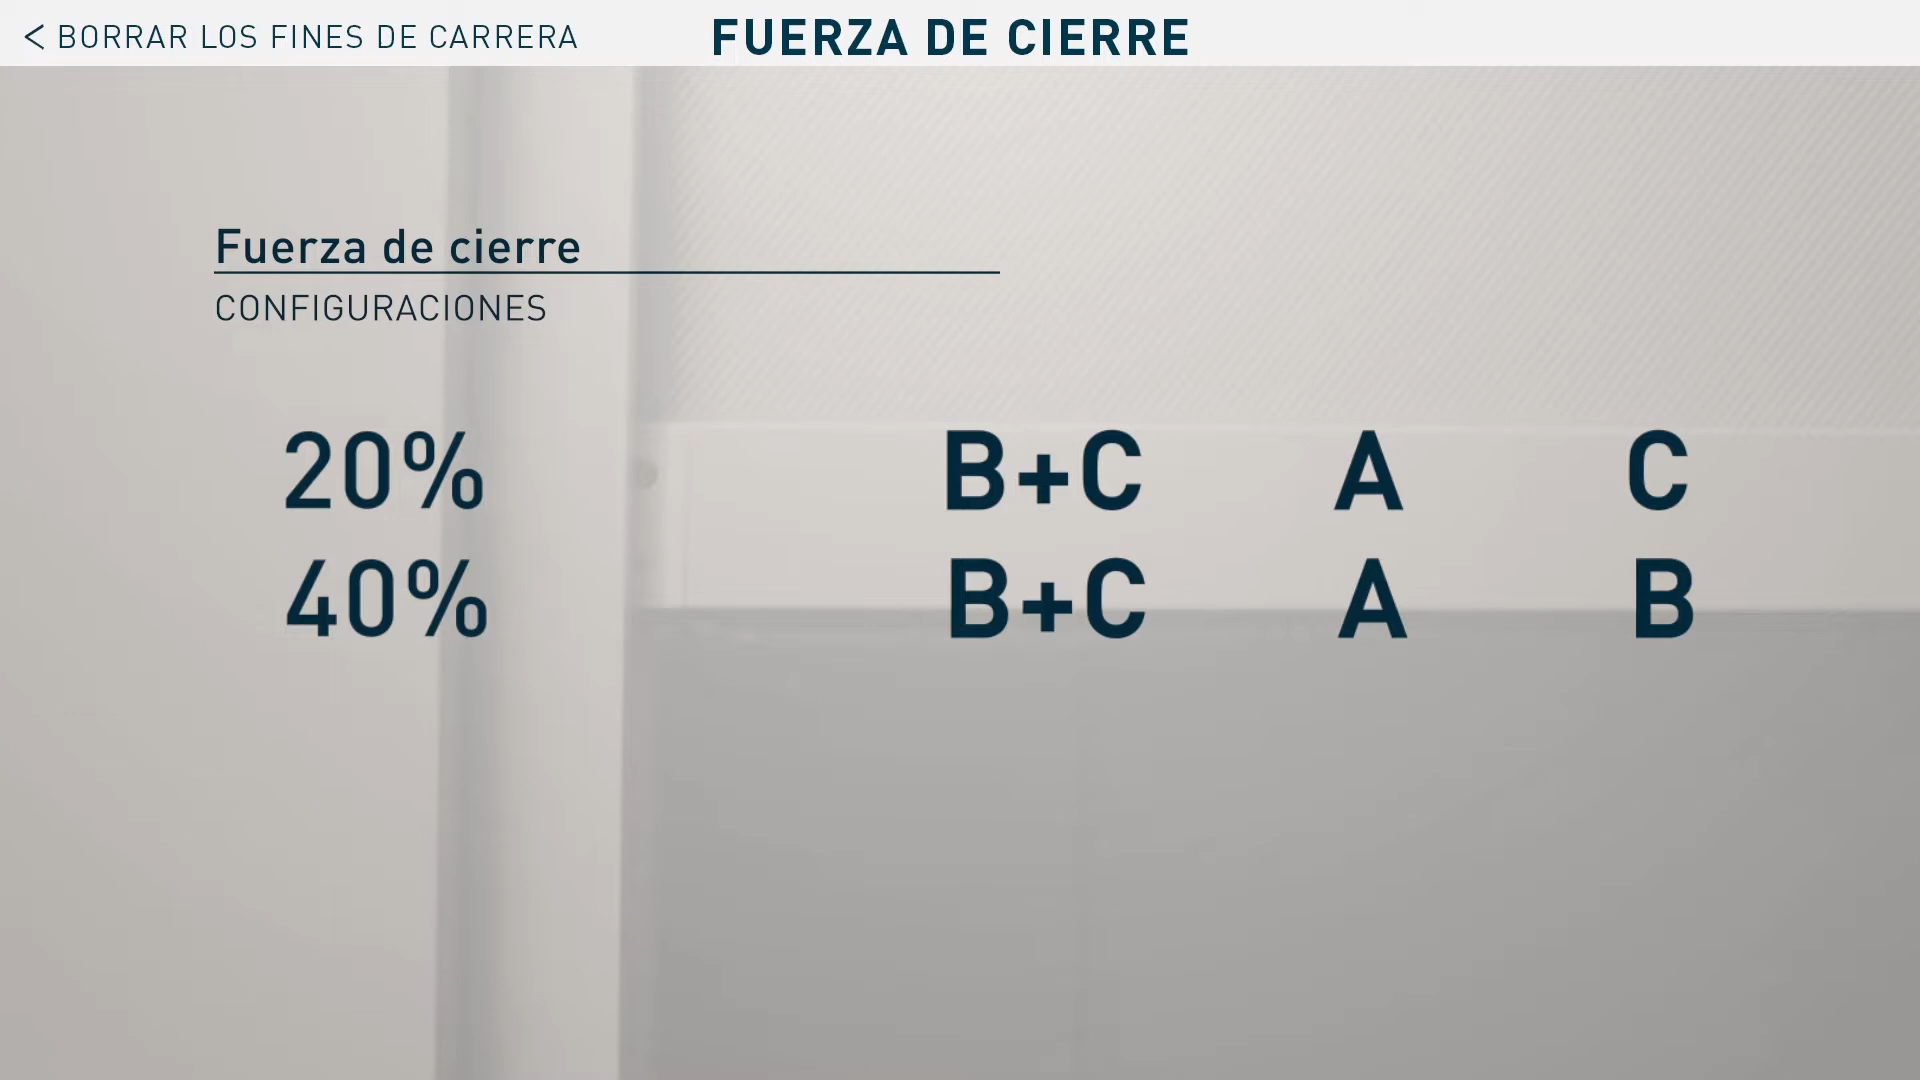 < BORRAR LOS FINES DE CARRERA
FUERZA DE CIERRE
Fuerza de cierre
CONFIGURACIONES
20% B+C A C
40% B+C A B